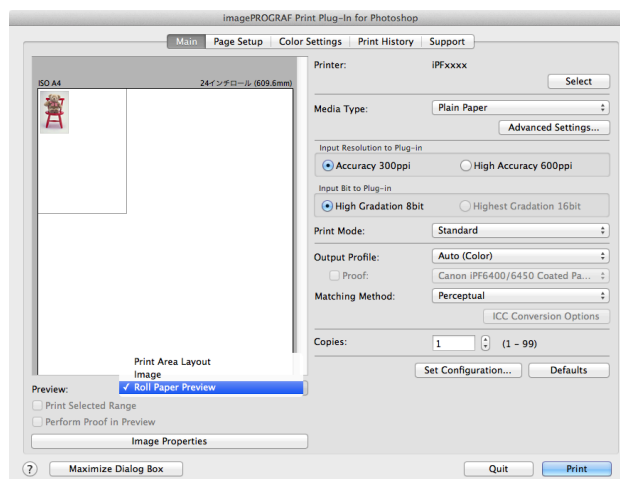 imagePROGRAF Print Plug-In for Photoshop
Main Page Setup Color Settings Print History Support
ISO A4 24インチロール (609.6mm)
Printer: iPFxxxx
Select
Media Type: Plain Paper
Advanced Settings...
Input Resolution to Plug-in
Accuracy 300ppi High Accuracy 600ppi
Input Bit to Plug-in
High Gradation 8bit Highest Gradation 16bit
Print Mode: Standard
Output Profile: Auto (Color)
Proof: Canon iPF6400/6450 Coated Pa...
Matching Method: Perceptual
ICC Conversion Options
Copies: 1 (1 – 99)
Set Configuration... Defaults
Print Area Layout
Image
Preview: ✓ Roll Paper Preview
Print Selected Range
Perform Proof in Preview
Image Properties
? Maximize Dialog Box Quit Print